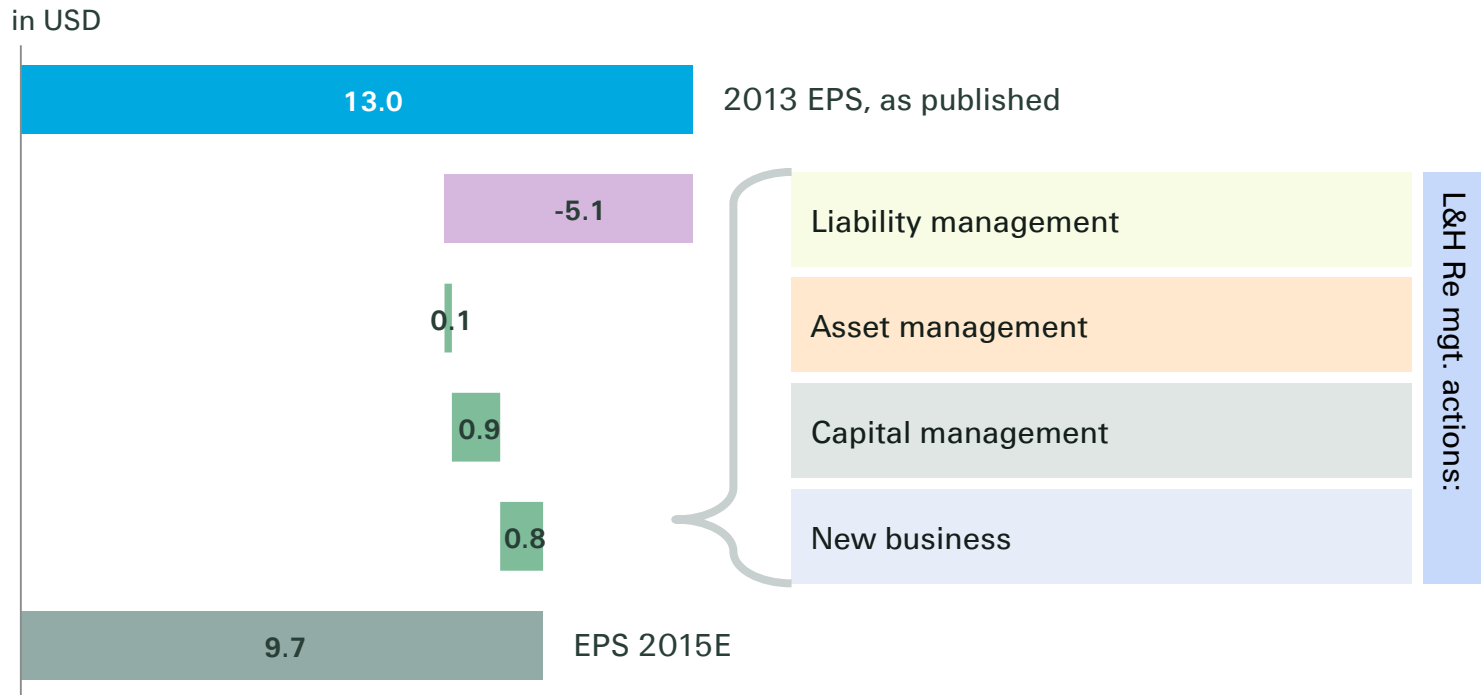 in USD
13.0
2013 EPS, as published
-5.1
Liability management
0.1
Asset management
0.9
Capital management
0.8
New business
L&H Re mgt. actions:
9.7
EPS 2015E